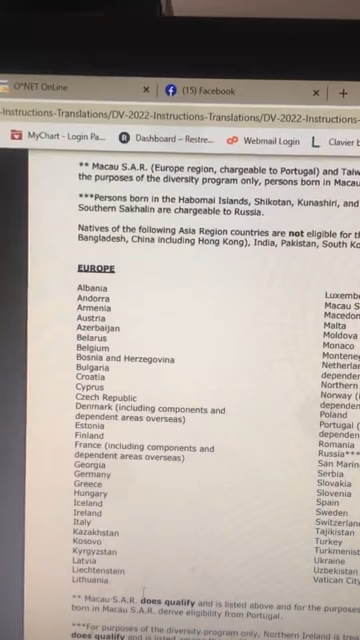 O*NET OnLine × (15) Facebook × +
-Instructions-Translations/DV-2022-Instructions-Translations/DV-2022-Instructions-
MyChart - Login Pa... R Dashboard – Restre... Webmail Login L Clavier
** Macau S.A.R. (Europe region, chargeable to Portugal) and
the purposes of the diversity program only, persons born in Macau
***Persons born in the Habomai Islands, Shikotan, Kunashiri, and
Southern Sakhalin are chargeable to Russia.
Natives of the following Asia Region countries are not eligible for
Bangladesh, China including Hong Kong), India, Pakistan, South
EUROPE
Albania
Andorra
Armenia
Austria
Azerbaijan
Belarus
Belgium
Bosnia and Herzegovina
Bulgaria
Croatia
Cyprus
Czech Republic
Denmark (including components and
dependent areas overseas)
Estonia
Finland
France (including components and
dependent areas overseas)
Georgia
Germany
Greece
Hungary
Iceland
Ireland
Italy
Kazakhstan
Kosovo
Kyrgyzstan
Latvia
Liechtenstein
Lithuania
Luxembo
Macau S
Macedon
Malta
Moldova
Monaco
Montene
Netherlan
depender
Northern
Norway (i
dependen
Poland
Portugal (
dependen
Romania
Russia***
San Marin
Serbia
Slovakia
Slovenia
Spain
Sweden
Switzerlan
Tajikistan
Turkey
Turkmenist
Ukraine
Uzbekistan
Vatican City
** Macau S.A.R. does qualify and is listed above and for the purposes
born in Macau S.A.R. derive eligibility from Portugal.
***For purposes of the diversity program only, Northern Ireland is
does qualify and is listed